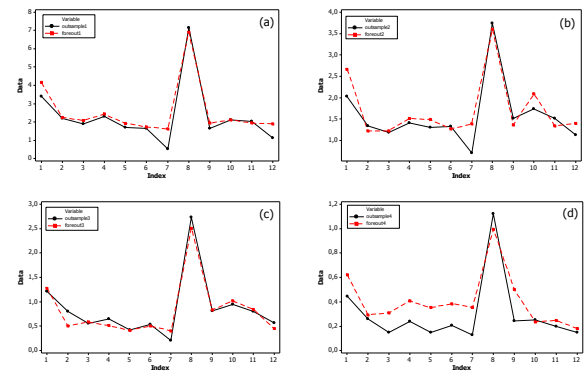 (a)
Variable
outsample1
foreout1
Data
8
7
6
5
4
3
2
1
0
1 2 3 4 5 6 7 8 9 10 11 12
Index
(b)
Variable
outsample2
foreout2
Data
4,0
3,5
3,0
2,5
2,0
1,5
1,0
1 2 3 4 5 6 7 8 9 10 11 12
Index
(c)
Variable
outsample3
foreout3
Data
3,0
2,5
2,0
1,5
1,0
0,5
0,0
1 2 3 4 5 6 7 8 9 10 11 12
Index
(d)
Variable
outsample4
foreout4
Data
1,2
1,0
0,8
0,6
0,4
0,2
0,0
1 2 3 4 5 6 7 8 9 10 11 12
Index